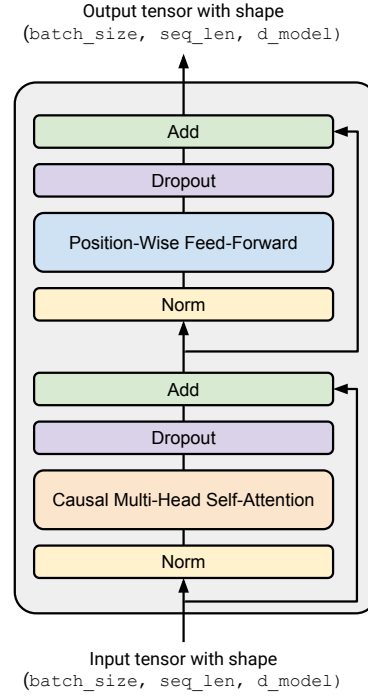 Output tensor with shape
(batch_size, seq_len, d_model)
Add
Dropout
Position-Wise Feed-Forward
Norm
Add
Dropout
Causal Multi-Head Self-Attention
Norm
Input tensor with shape
(batch_size, seq_len, d_model)